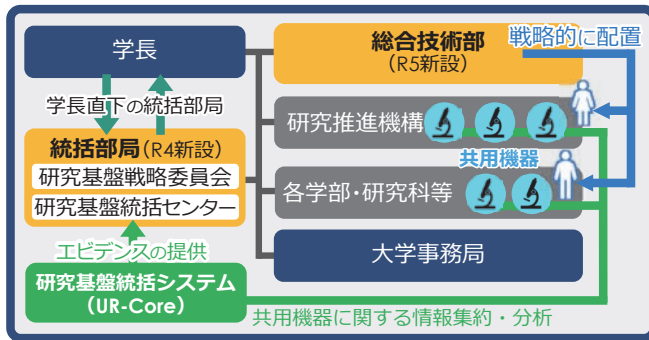 学長
学長直下の統括部局
統括部局(R4新設)
研究基盤戦略委員会
研究基盤統括センター
エビデンスの提供
研究基盤統括システム
(UR-Core)
総合技術部
(R5新設)
戦略的に配置
研究推進機構
共用機器
各学部・研究科等
大学事務局
共用機器に関する情報集約・分析